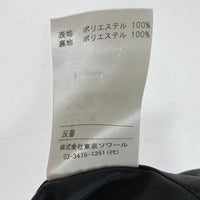 表地 ポリエステル 100%
裏地 ポリエステル 100%
反番
株式会社東京ソワール
03-3475-1251(代)